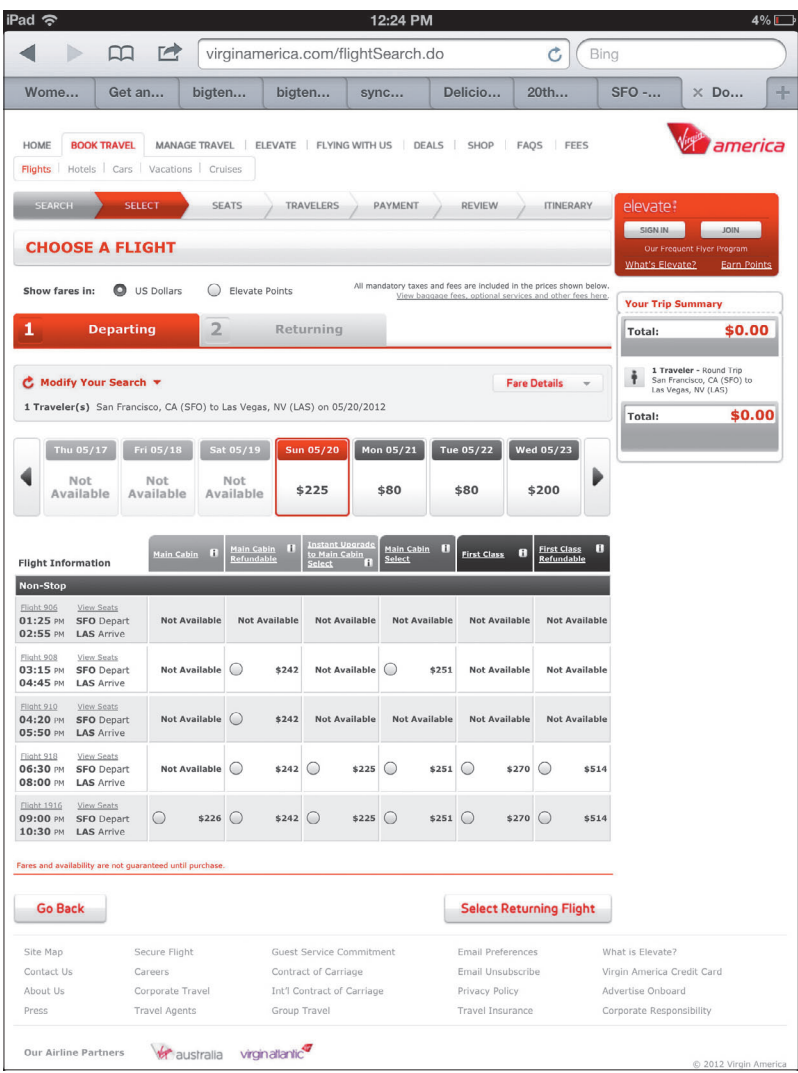 iPad 12:24 PM 4%
virginamerica.com/flightSearch.do Bing
Wome... Get an... bigten... bigten... sync... Delicio... 20th... SFO -... Do...
HOME BOOK TRAVEL MANAGE TRAVEL ELEVATE FLYING WITH US DEALS SHOP FAQS FEES
Virgin america
Flights Hotels Cars Vacations Cruises
SEARCH SELECT SEATS TRAVELERS PAYMENT REVIEW ITINERARY
elevate
SIGN IN JOIN
Our Frequent Flyer Program
What's Elevate? Earn Points
CHOOSE A FLIGHT
Show fares in: US Dollars Elevate Points
All mandatory taxes and fees are included in the prices shown below.
View baggage fees, optional services and other fees here.
Your Trip Summary
Total: $0.00
1 Traveler - Round Trip
San Francisco, CA (SFO) to
Las Vegas, NV (LAS)
Total: $0.00
1 Departing 2 Returning
Modify Your Search Fare Details
1 Traveler(s) San Francisco, CA (SFO) to Las Vegas, NV (LAS) on 05/20/2012
Thu 05/17 Fri 05/18 Sat 05/19 Sun 05/20 Mon 05/21 Tue 05/22 Wed 05/23
Not Available Not Available Not Available $225 $80 $80 $200
Flight Information Main Cabin Main Cabin Refundable Instant Upgrade to Main Cabin Select Main Cabin Select First Class First Class Refundable
Non-Stop
Flight 906 View Seats
01:25 PM SFO Depart Not Available Not Available Not Available Not Available Not Available Not Available
02:55 PM LAS Arrive
Flight 908 View Seats
03:15 PM SFO Depart Not Available $242 Not Available $251 Not Available Not Available
04:45 PM LAS Arrive
Flight 910 View Seats
04:20 PM SFO Depart Not Available $242 Not Available Not Available Not Available Not Available
05:50 PM LAS Arrive
Flight 918 View Seats
06:30 PM SFO Depart Not Available $242 $225 $251 $270 $514
08:00 PM LAS Arrive
Flight 1916 View Seats
09:00 PM SFO Depart $226 $242 $225 $251 $270 $514
10:30 PM LAS Arrive
Fares and availability are not guaranteed until purchase.
Go Back Select Returning Flight
Site Map Secure Flight Guest Service Commitment Email Preferences What is Elevate?
Contact Us Careers Contract of Carriage Email Unsubscribe Virgin America Credit Card
About Us Corporate Travel Int'l Contract of Carriage Privacy Policy Advertise Onboard
Press Travel Agents Group Travel Travel Insurance Corporate Responsibility
Our Airline Partners Virgin australia virgin atlantic
© 2012 Virgin America